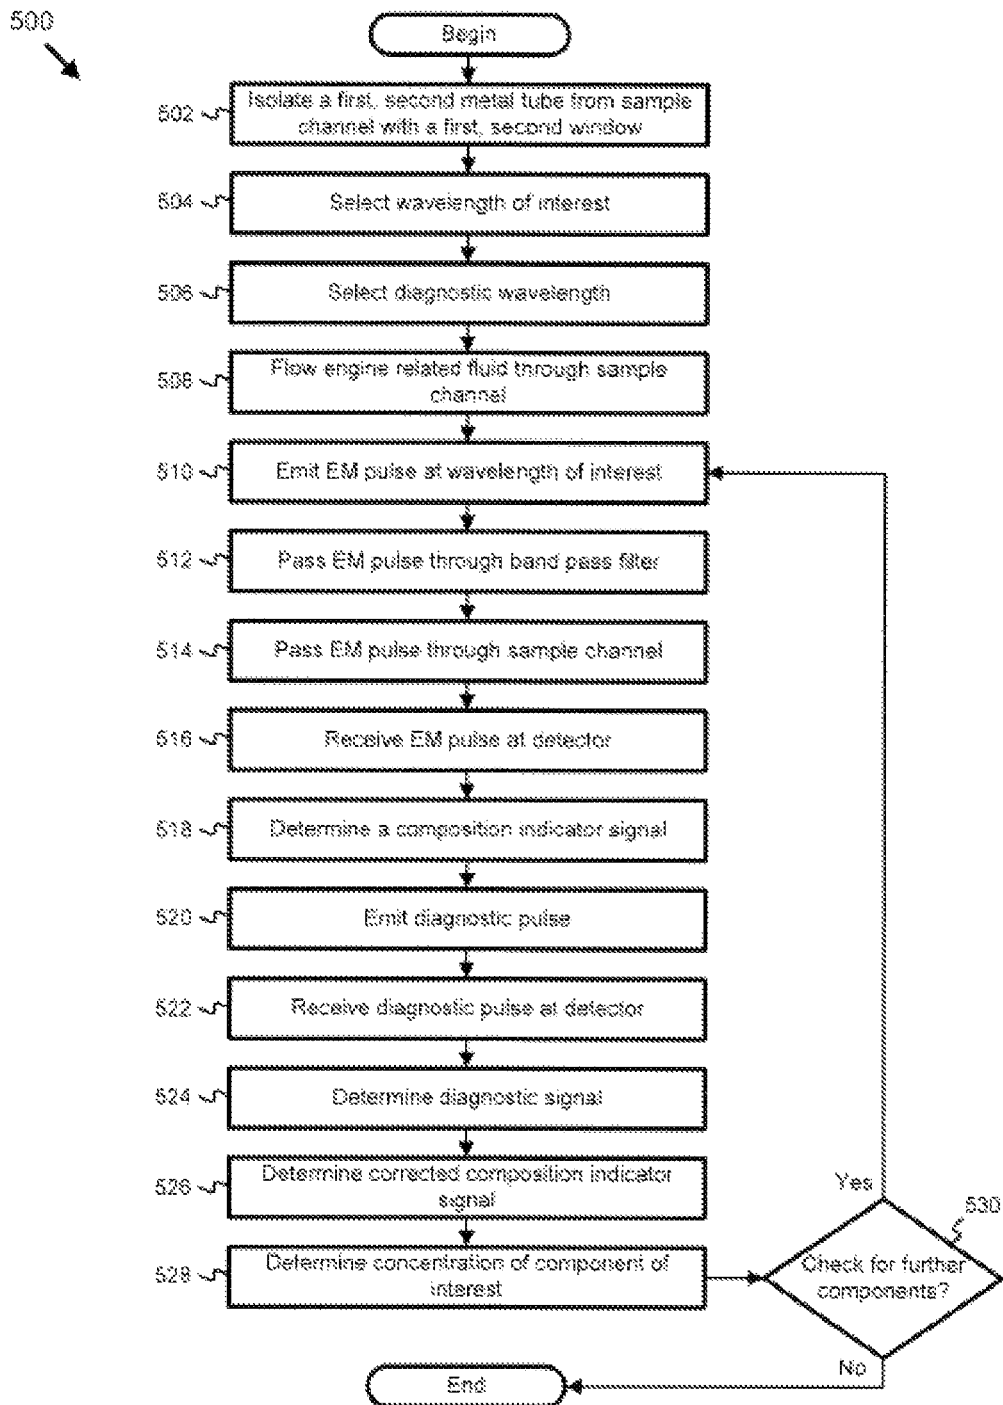 500
Begin
502
Isolate a first, second metal tube from sample
channel with a first, second window
504
Select wavelength of interest
506
Select diagnostic wavelength
508
Flow engine related fluid through sample
channel
510
Emit EM pulse at wavelength of interest
512
Pass EM pulse through band pass filter
514
Pass EM pulse through sample channel
516
Receive EM pulse at detector
518
Determine a composition indicator signal
520
Emit diagnostic pulse
522
Receive diagnostic pulse at detector
524
Determine diagnostic signal
526
Determine corrected composition indicator
signal
528
Determine concentration of component of
interest
Yes
530
Check for further
components?
No
End